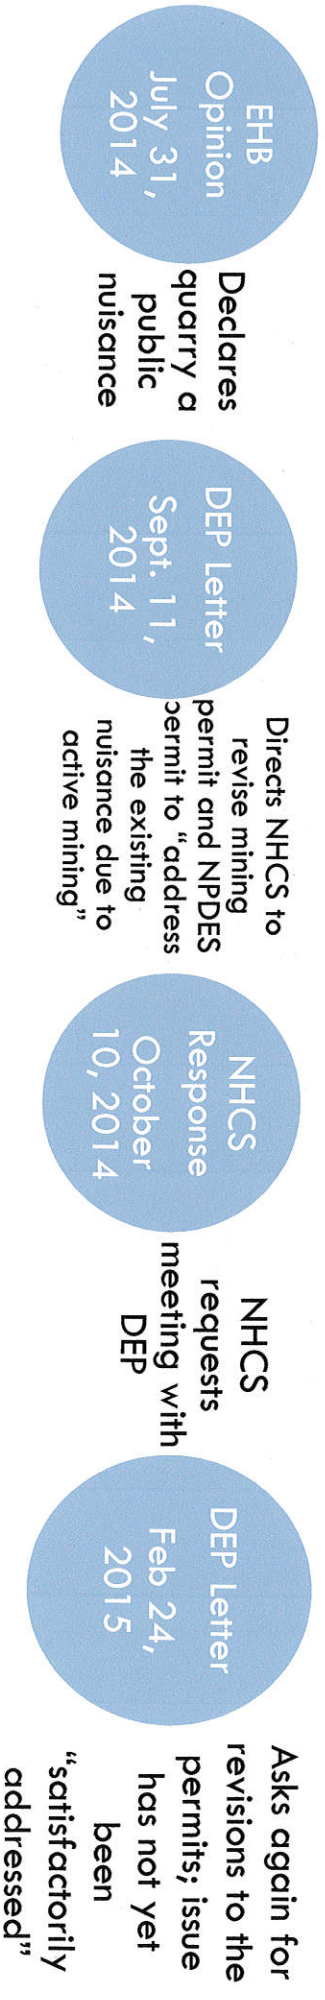 EHB
Opinion
July 31,
2014
Declares
quarry a
public
nuisance
DEP Letter
Sept. 11,
2014
Directs NHCS to
revise mining
permit and NPDES
permit to “address
the existing
nuisance due to
active mining”
NHCS
Response
October
10, 2014
NHCS
requests
meeting with
DEP
DEP Letter
Feb 24,
2015
Asks again for
revisions to the
permits; issue
has not yet
been
“satisfactorily
addressed”